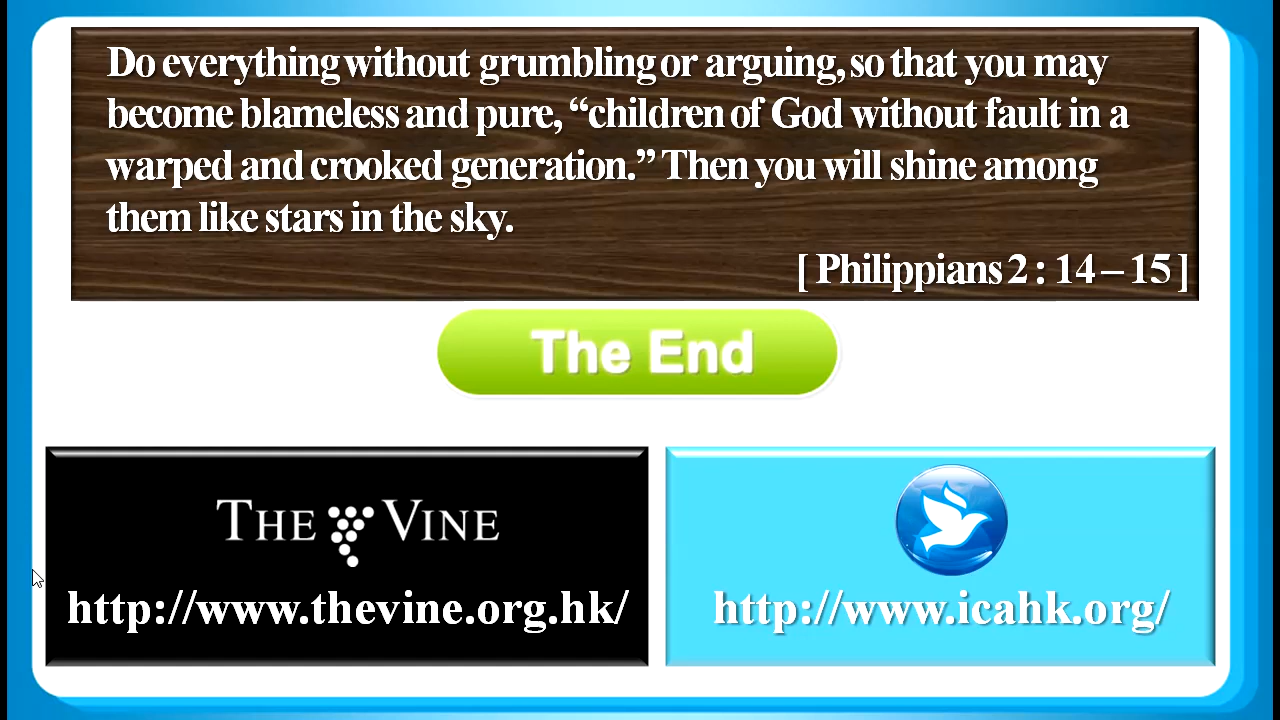 Do everything without grumbling or arguing, so that you may
become blameless and pure, “children of God without fault in a
warped and crooked generation.” Then you will shine among
them like stars in the sky.
[ Philippians 2 : 14 – 15 ]
The End
THE VINE
http://www.thevine.org.hk/
http://www.icahk.org/